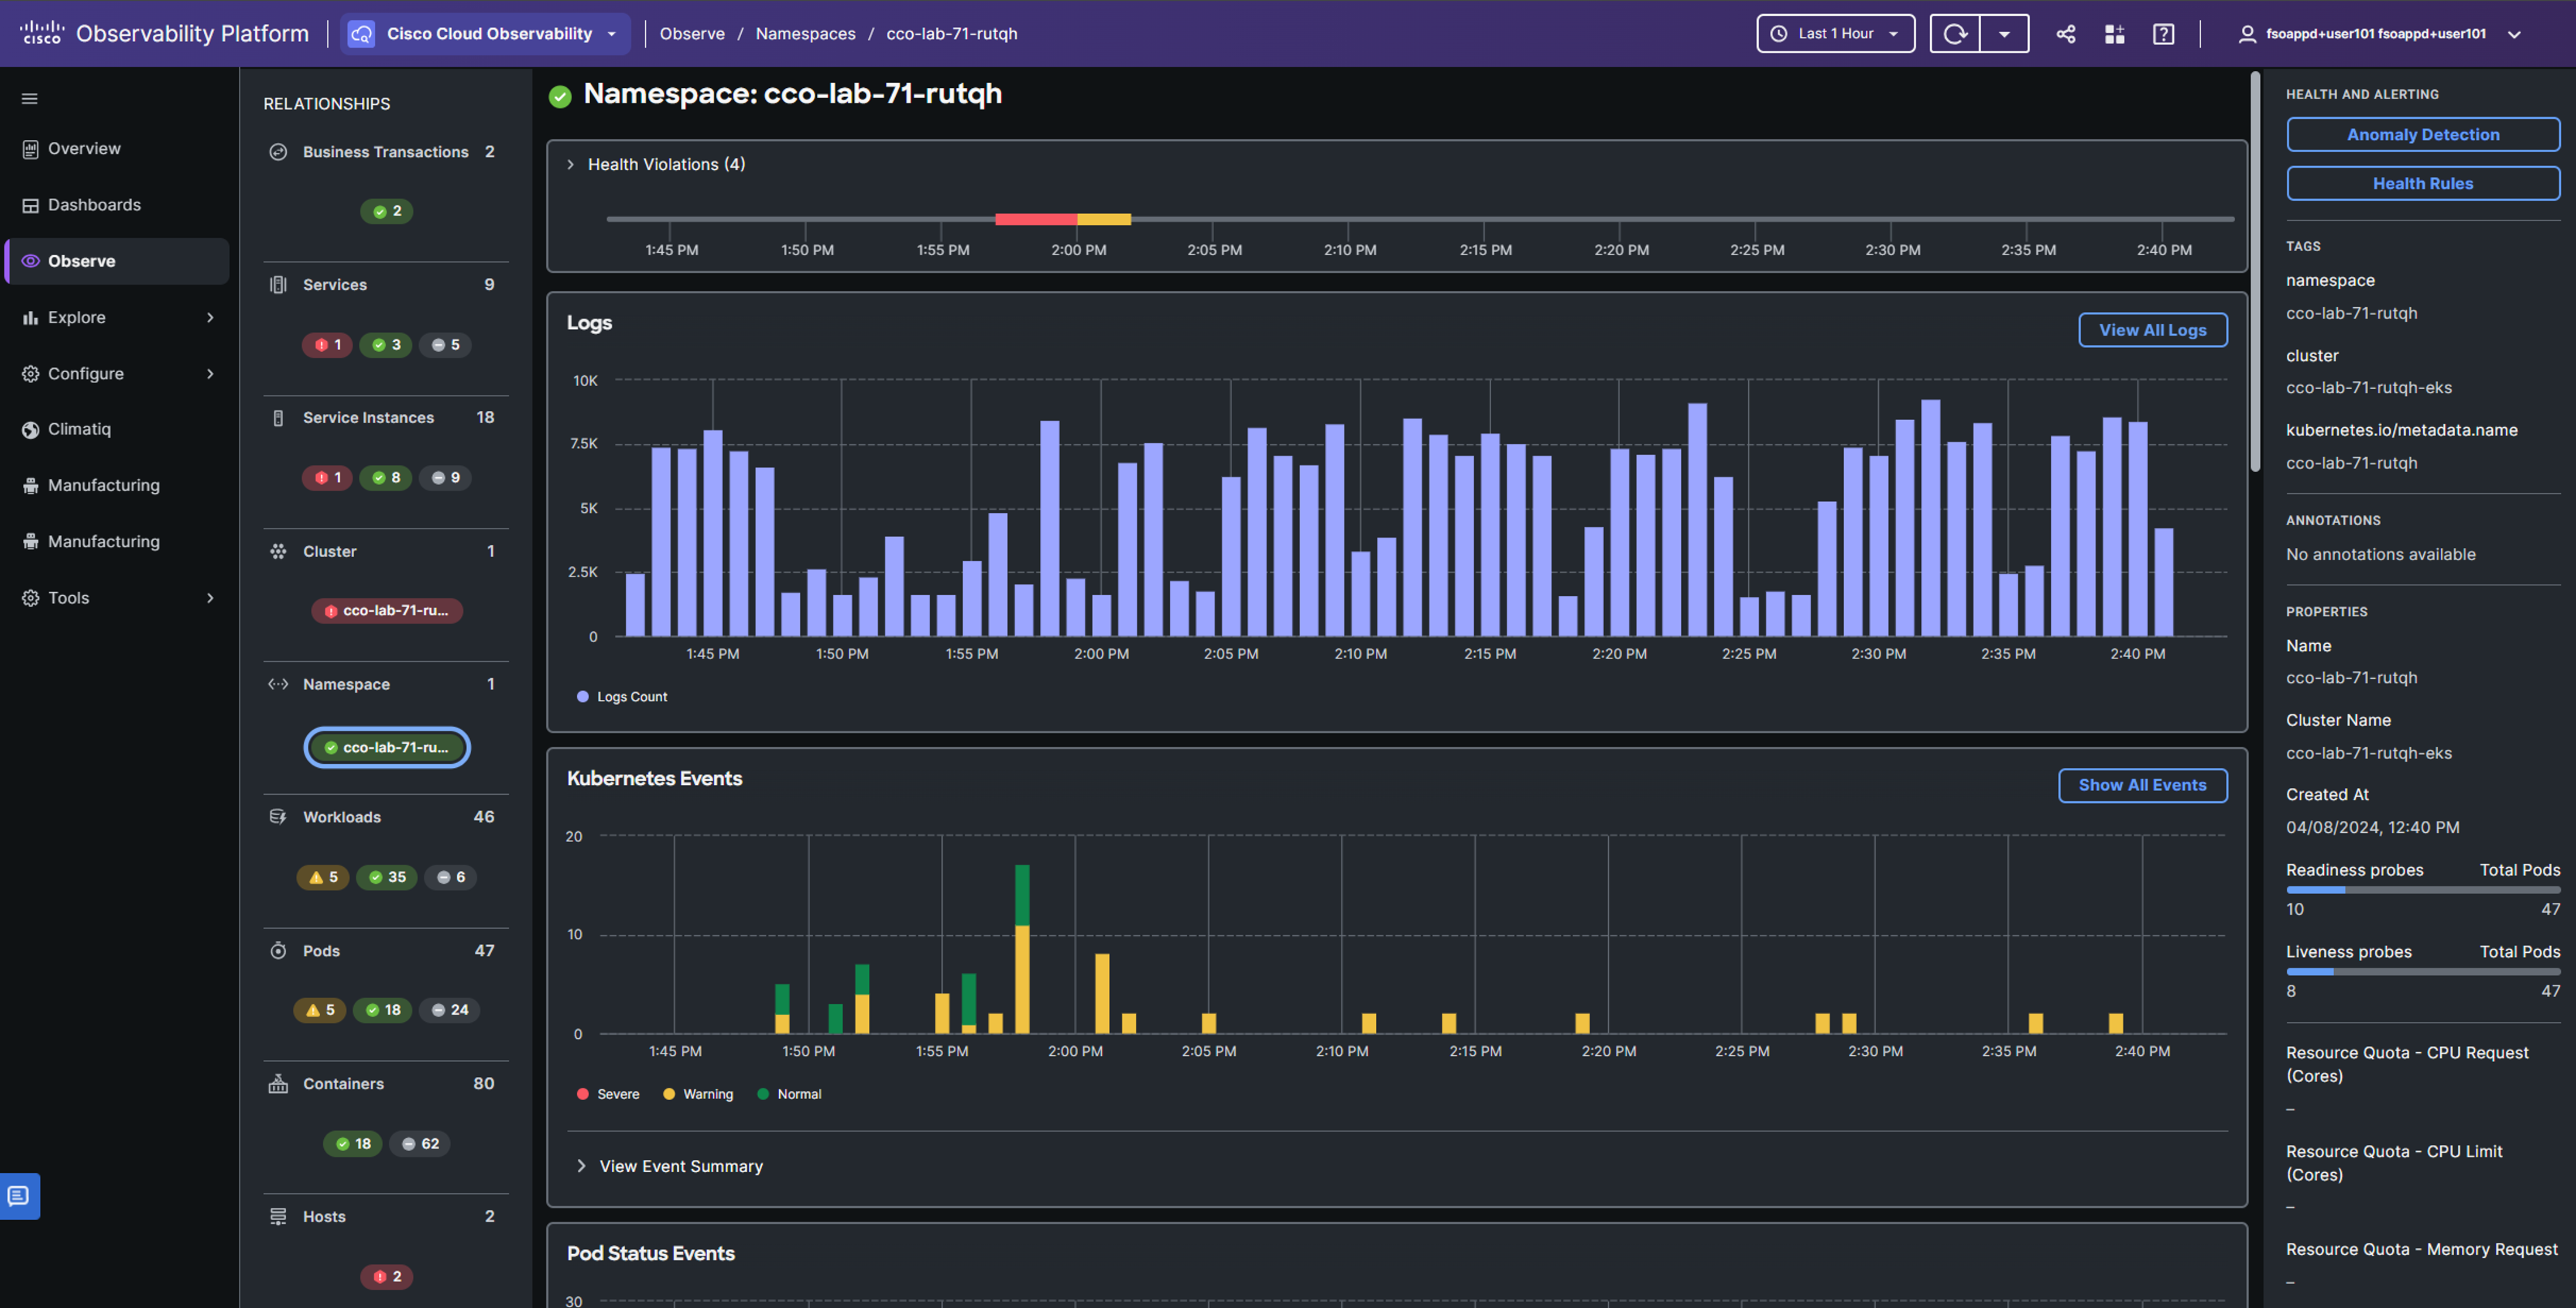 cisco Observability Platform
Cisco Cloud Observability
Observe / Namespaces / cco-lab-71-rutqh
Last 1 Hour
fsoappd+user101 fsoappd+user101
Overview
Dashboards
Observe
Explore
Configure
Climatiq
Manufacturing
Manufacturing
Tools
RELATIONSHIPS
Business Transactions 2
2
Services 9
1 3 5
Service Instances 18
1 8 9
Cluster 1
cco-lab-71-ru...
Namespace 1
cco-lab-71-ru...
Workloads 46
5 35 6
Pods 47
5 18 24
Containers 80
18 62
Hosts 2
2
Namespace: cco-lab-71-rutqh
Health Violations (4)
1:45 PM 1:50 PM 1:55 PM 2:00 PM 2:05 PM 2:10 PM 2:15 PM 2:20 PM 2:25 PM 2:30 PM 2:35 PM 2:40 PM
Logs
View All Logs
10K
7.5K
5K
2.5K
0
1:45 PM 1:50 PM 1:55 PM 2:00 PM 2:05 PM 2:10 PM 2:15 PM 2:20 PM 2:25 PM 2:30 PM 2:35 PM 2:40 PM
Logs Count
Kubernetes Events
Show All Events
20
10
0
1:45 PM 1:50 PM 1:55 PM 2:00 PM 2:05 PM 2:10 PM 2:15 PM 2:20 PM 2:25 PM 2:30 PM 2:35 PM 2:40 PM
Severe Warning Normal
View Event Summary
Pod Status Events
30
HEALTH AND ALERTING
Anomaly Detection
Health Rules
TAGS
namespace
cco-lab-71-rutqh
cluster
cco-lab-71-rutqh-eks
kubernetes.io/metadata.name
cco-lab-71-rutqh
ANNOTATIONS
No annotations available
PROPERTIES
Name
cco-lab-71-rutqh
Cluster Name
cco-lab-71-rutqh-eks
Created At
04/08/2024, 12:40 PM
Readiness probes Total Pods
10 47
Liveness probes Total Pods
8 47
Resource Quota - CPU Request
(Cores)
–
Resource Quota - CPU Limit
(Cores)
–
Resource Quota - Memory Request
–